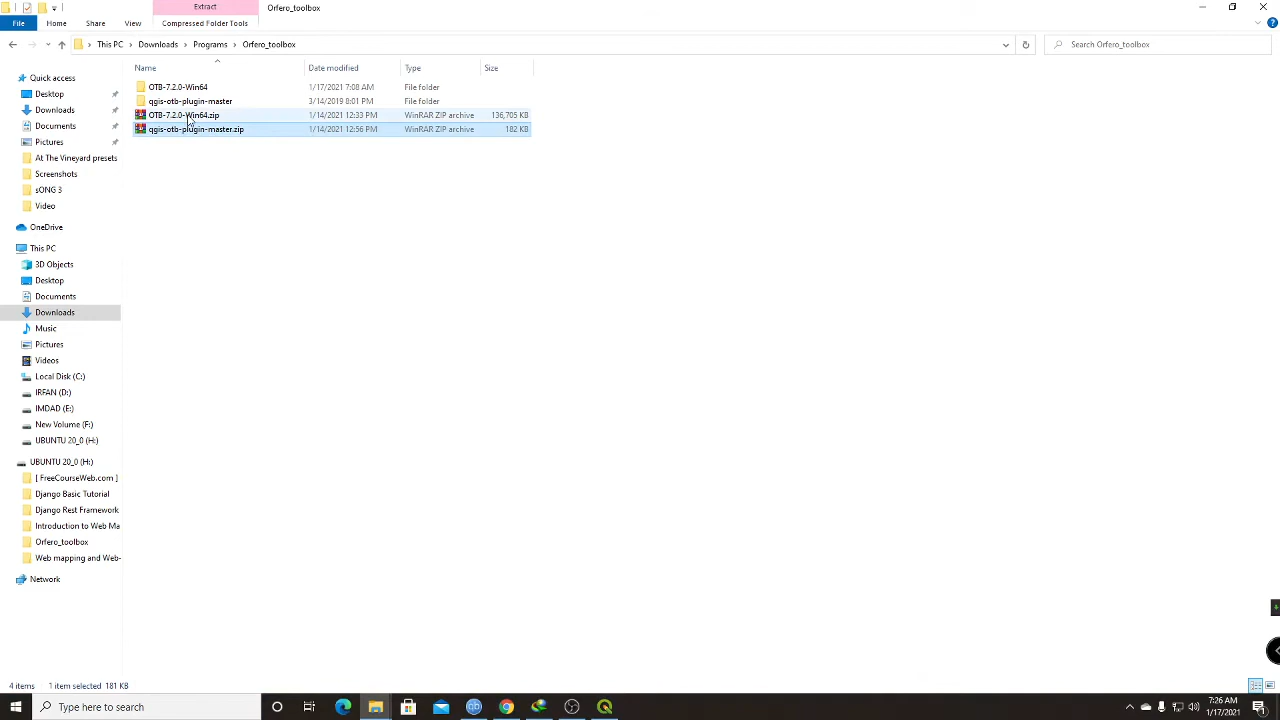 Extract
Orfero_toolbox
File Home Share View Compressed Folder Tools
This PC Downloads Programs Orfero_toolbox
Search Orfero_toolbox
Name Date modified Type Size
OTB-7.2.0-Win64 1/17/2021 7:08 AM File folder
qgis-otb-plugin-master 3/14/2019 8:01 PM File folder
OTB-7.2.0-Win64.zip 1/14/2021 12:33 PM WinRAR ZIP archive 136,705 KB
qgis-otb-plugin-master.zip 1/14/2021 12:56 PM WinRAR ZIP archive 182 KB
Quick access
Desktop
Downloads
Documents
Pictures
At The Vineyard presets
Screenshots
sONG 3
Video
OneDrive
This PC
3D Objects
Desktop
Documents
Downloads
Music
Pictures
Videos
Local Disk (C:)
IRFAN (D:)
IMDAD (E:)
New Volume (F:)
UBUNTU 20_0 (H:)
UBUNTU 20_0 (H:)
[ FreeCourseWeb.com ]
Django Basic Tutorial
Django Rest Framework
Introduction to Web Ma
Orfero_toolbox
Web mapping and Web-
Network
4 items 1 item selected 181 KB
Type here to search
7:26 AM
1/17/2021